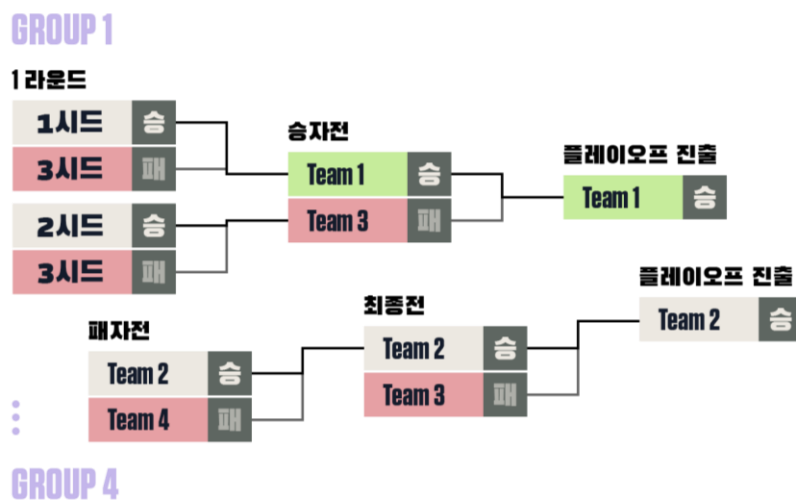 GROUP 1
1 라운드
1시드 승
3시드 패
2시드 승
3시드 패
승자전
Team 1 승
Team 3 패
플레이오프 진출
Team 1 승
패자전
Team 2 승
Team 4 패
최종전
Team 2 승
Team 3 패
플레이오프 진출
Team 2 승
GROUP 4